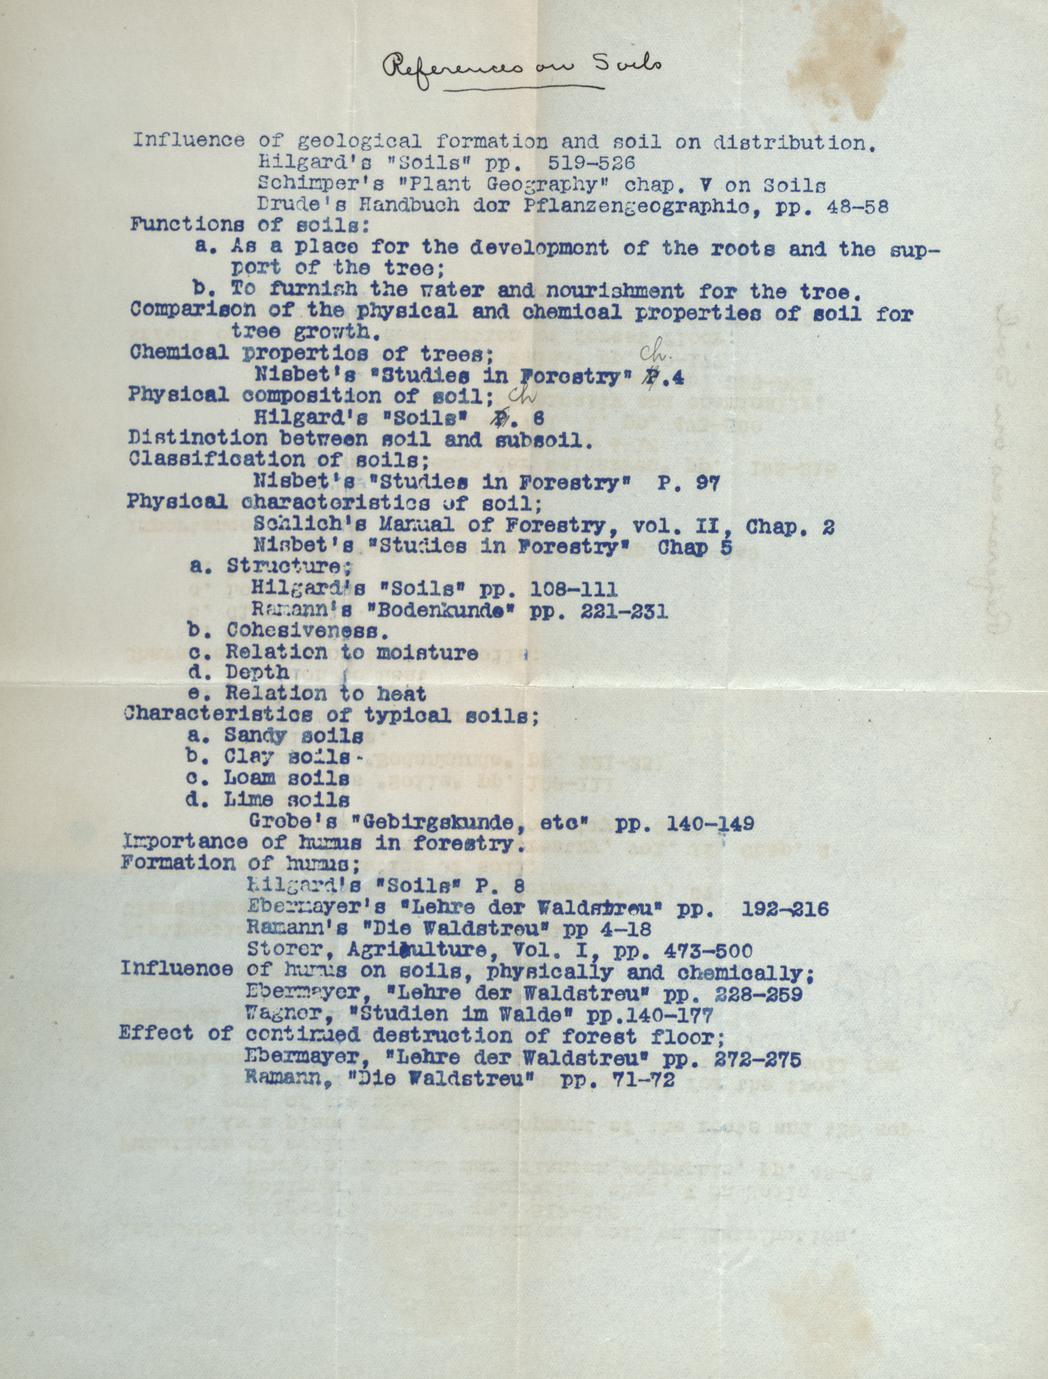 References on Soils
Influence of geological formation and soil on distribution.
Hilgard's "Soils" pp. 519-526
Schimper's "Plant Geography" chap. V on Soils
Drude's Handbuch der Pflanzengeographie, pp. 48-58
Functions of soils:
a. As a place for the development of the roots and the sup-
port of the tree;
b. To furnish the water and nourishment for the tree.
Comparison of the physical and chemical properties of soil for
tree growth.
Chemical properties of trees; ch.
Nisbet's "Studies in Forestry" P.4
Physical composition of soil; ch
Hilgard's "Soils" P. 6
Distinction between soil and subsoil.
Classification of soils;
Nisbet's "Studies in Forestry" P. 97
Physical characteristics of soil;
Schlich's Manual of Forestry, vol. II, Chap. 2
Nisbet's "Studies in Forestry" Chap 5
a. Structure;
Hilgard's "Soils" pp. 108-111
Ramann's "Bodenkunde" pp. 221-231
b. Cohesiveness.
c. Relation to moisture
d. Depth
e. Relation to heat
Characteristics of typical soils;
a. Sandy soils
b. Clay soils-
c. Loam soils
d. Lime soils
Grebe's "Gebirgskunde, etc" pp. 140-149
Importance of humus in forestry.
Formation of humus;
Hilgard's "Soils" P. 8
Ebermayer's "Lehre der Waldstreu" pp. 192-216
Ramann's "Die Waldstreu" pp 4-18
Storer, Agriculture, Vol. I, pp. 473-500
Influence of humus on soils, physically and chemically;
Ebermayer, "Lehre der Waldstreu" pp. 228-259
Wagner, "Studien im Walde" pp.140-177
Effect of continued destruction of forest floor;
Ebermayer, "Lehre der Waldstreu" pp. 272-275
Ramann, "Die Waldstreu" pp. 71-72